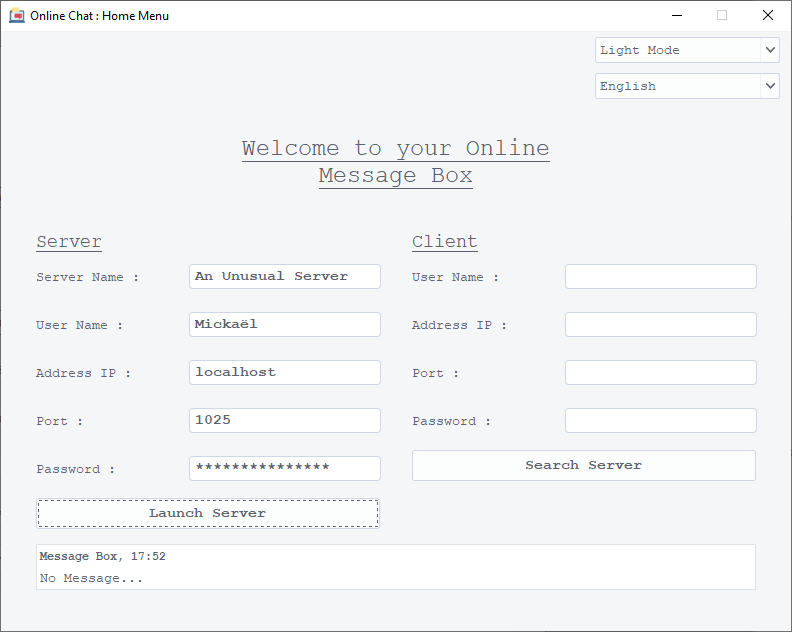 Online Chat : Home Menu
Light Mode
English
Welcome to your Online
Message Box
Server
Client
Server Name :
An Unusual Server
User Name :
User Name :
Mickaël
Address IP :
Address IP :
localhost
Port :
Port :
1025
Password :
Password :
***************
Search Server
Launch Server
Message Box, 17:52
No Message...